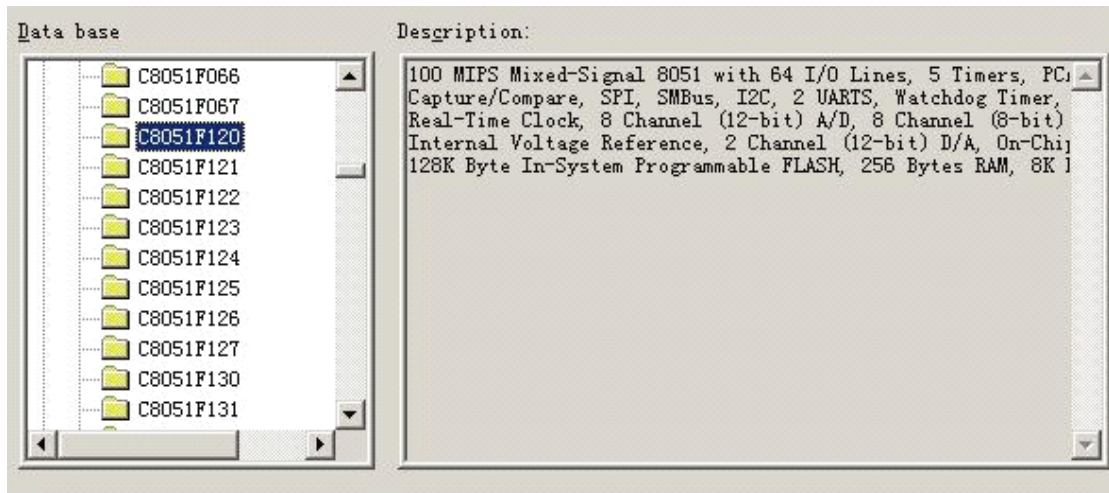 Data base
C8051F066
C8051F067
C8051F120
C8051F121
C8051F122
C8051F123
C8051F124
C8051F125
C8051F126
C8051F127
C8051F130
C8051F131
Description:
100 MIPS Mixed-Signal 8051 with 64 I/O Lines, 5 Timers,
Capture/Compare, SPI, SMBus, I2C, 2 UARTS, Watchdog Timer,
Real-Time Clock, 8 Channel (12-bit) A/D, 8 Channel (8-bit)
Internal Voltage Reference, 2 Channel (12-bit) D/A,
128K Byte In-System Programmable FLASH, 256 Bytes RAM, 8K